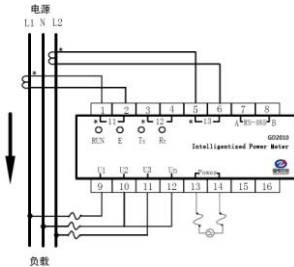 电源
L1 N L2
*
*
1 2 3 4 5 6 7 8
* I1 * I2 * I3 A RS-485 B
RUN E Tx Rx
GD2010
Intelligentized Power Meter
U1 U2 U3 Un Power
9 10 11 12 13 14 15 16
负载